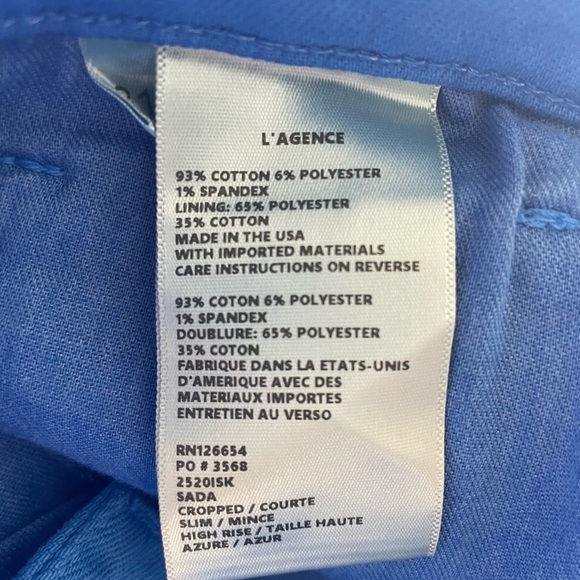 L'AGENCE
93% COTTON 6% POLYESTER
1% SPANDEX
LINING: 65% POLYESTER
35% COTTON
MADE IN THE USA
WITH IMPORTED MATERIALS
CARE INSTRUCTIONS ON REVERSE
93% COTON 6% POLYESTER
1% SPANDEX
DOUBLURE: 65% POLYESTER
35% COTON
FABRIQUE DANS LA ETATS-UNIS
D'AMERIQUE AVEC DES
MATERIAUX IMPORTES
ENTRETIEN AU VERSO
RN126654
PO # 3568
2520ISK
SADA
CROPPED / COURTE
SLIM / MINCE
HIGH RISE / TAILLE HAUTE
AZURE / AZUR